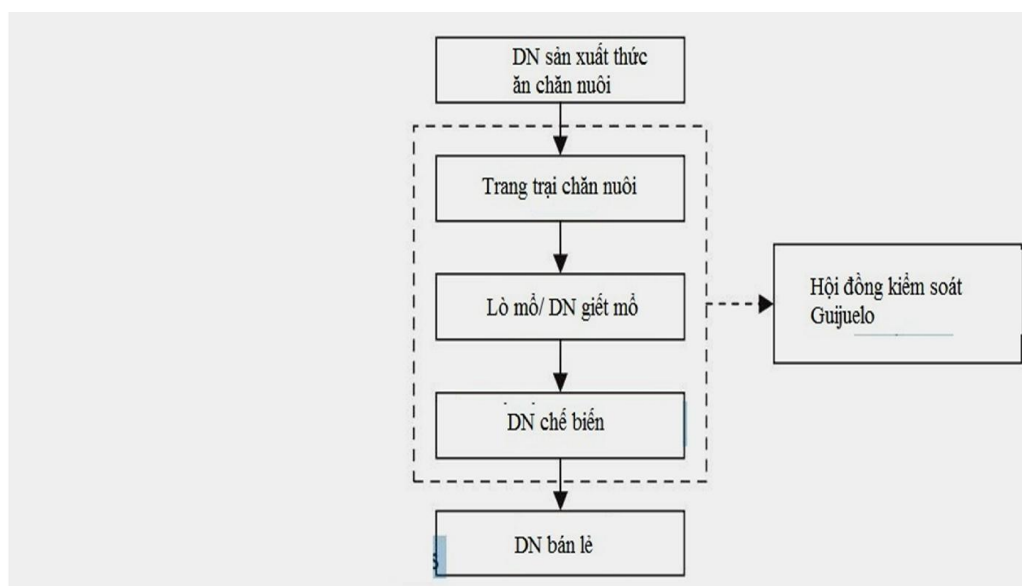 DN sản xuất thức
ăn chăn nuôi
Trang trại chăn nuôi
Lò mổ/ DN giết mổ
Hội đồng kiểm soát
Guijuelo
DN chế biến
DN bán lẻ